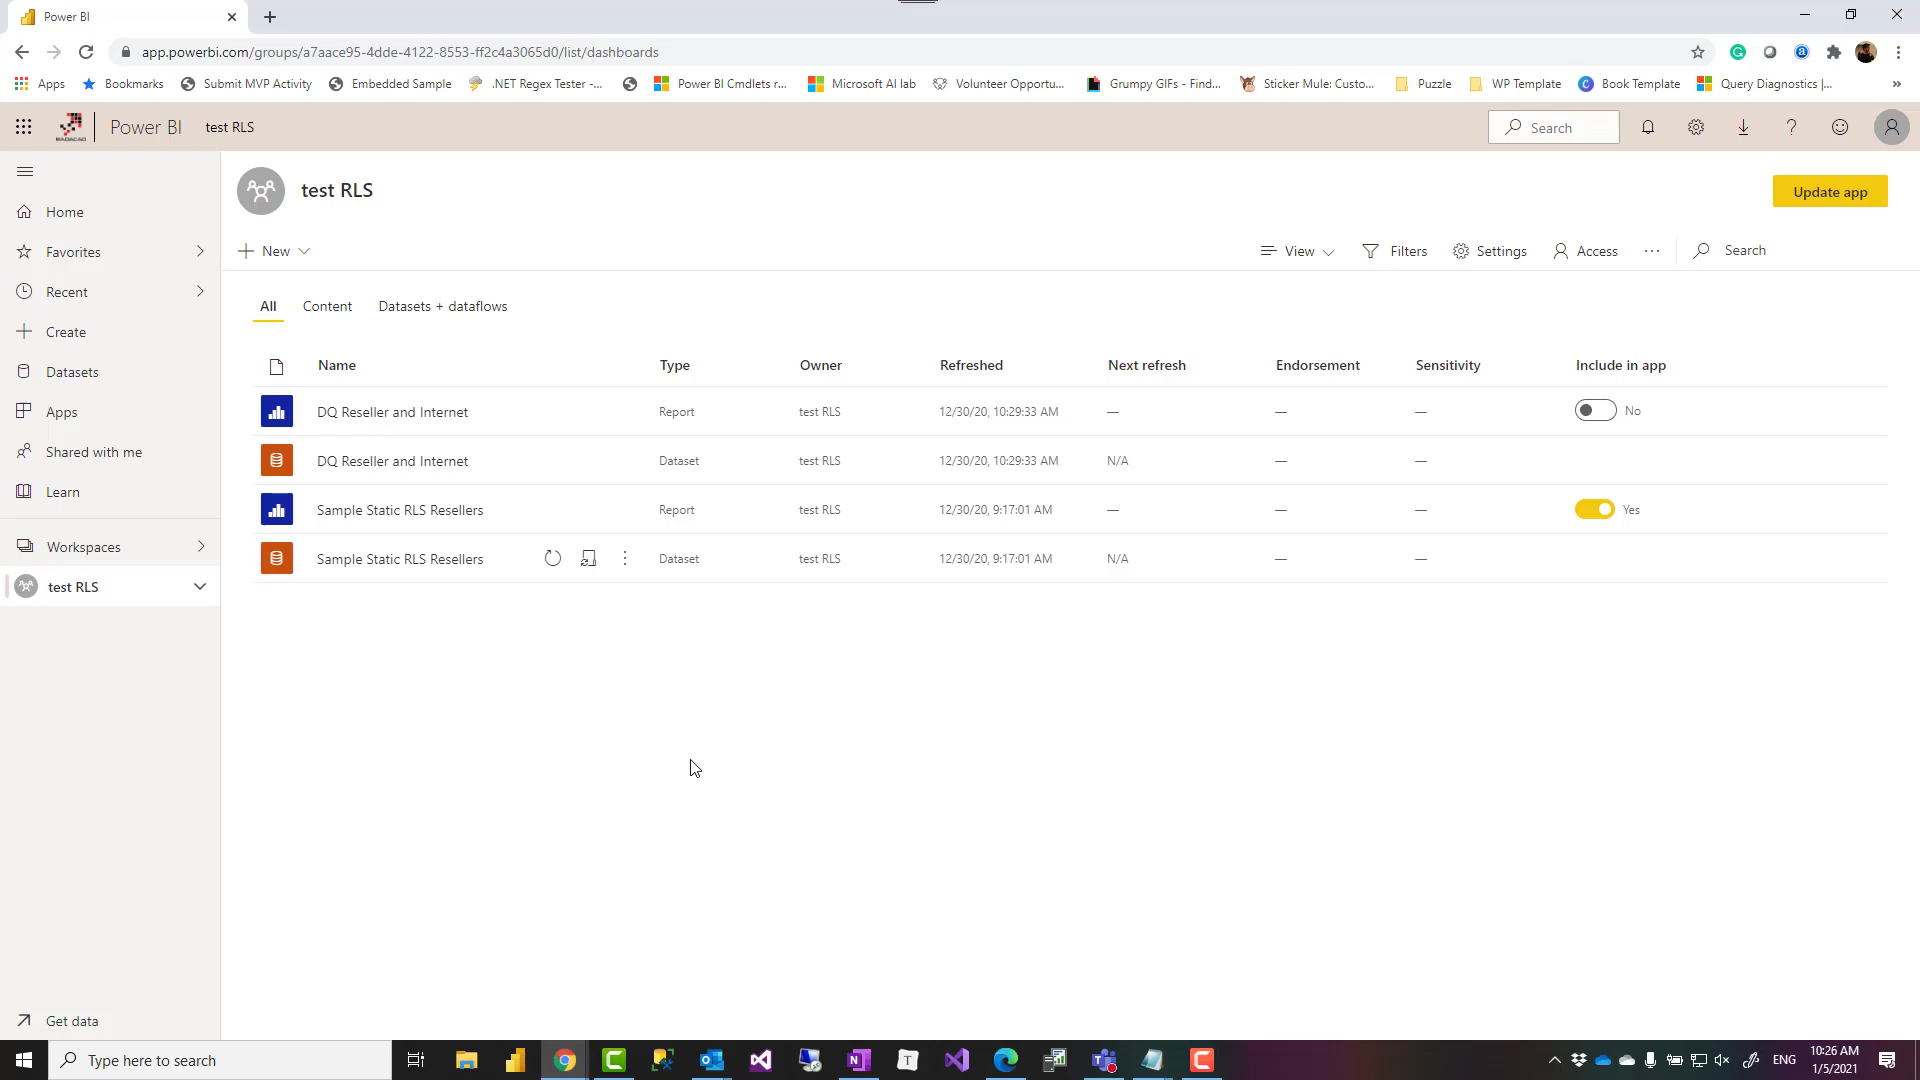 Power BI
app.powerbi.com/groups/a7aace95-4dde-4122-8553-ff2c4a3065d0/list/dashboards
Apps Bookmarks Submit MVP Activity Embedded Sample .NET Regex Tester -... Power BI Cmdlets r... Microsoft AI lab Volunteer Opportu... Grumpy GIFs - Find... Sticker Mule: Custo... Puzzle WP Template Book Template Query Diagnostics |... »
Power BI test RLS Search
test RLS Update app
Home
Favorites
Recent
Create
Datasets
Apps
Shared with me
Learn
Workspaces
test RLS
Get data
New View Filters Settings Access ... Search
All Content Datasets + dataflows
Name Type Owner Refreshed Next refresh Endorsement Sensitivity Include in app
DQ Reseller and Internet Report test RLS 12/30/20, 10:29:33 AM — — — No
DQ Reseller and Internet Dataset test RLS 12/30/20, 10:29:33 AM N/A — —
Sample Static RLS Resellers Report test RLS 12/30/20, 9:17:01 AM — — — Yes
Sample Static RLS Resellers Dataset test RLS 12/30/20, 9:17:01 AM N/A — —
Type here to search ENG 10:26 AM
1/5/2021